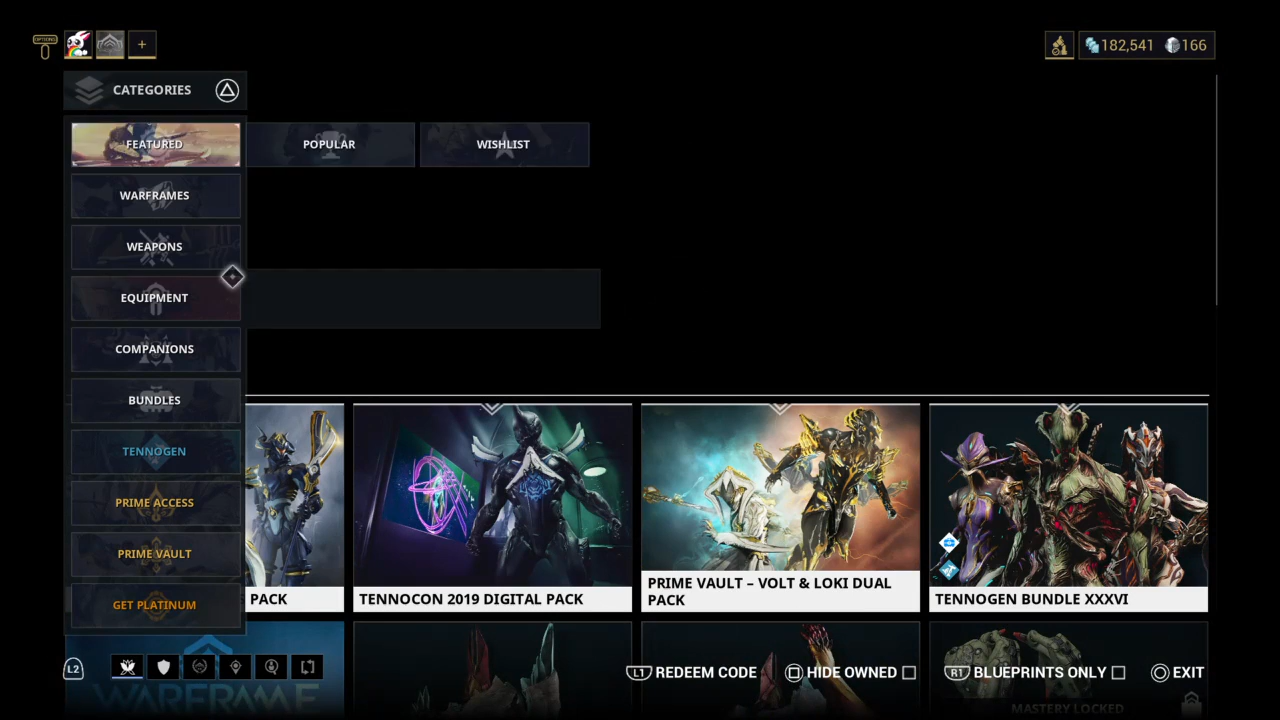 OPTIONS
+
182,541
166
CATEGORIES
FEATURED
POPULAR
WISHLIST
WARFRAMES
WEAPONS
EQUIPMENT
COMPANIONS
BUNDLES
TENNOGEN
PRIME ACCESS
PRIME VAULT
GET PLATINUM
PACK
TENNOCON 2019 DIGITAL PACK
PRIME VAULT – VOLT & LOKI DUAL
PACK
TENNOGEN BUNDLE XXXVI
L2
L1 REDEEM CODE
HIDE OWNED
R1 BLUEPRINTS ONLY
EXIT
WARFRAME
MASTERY LOCKED